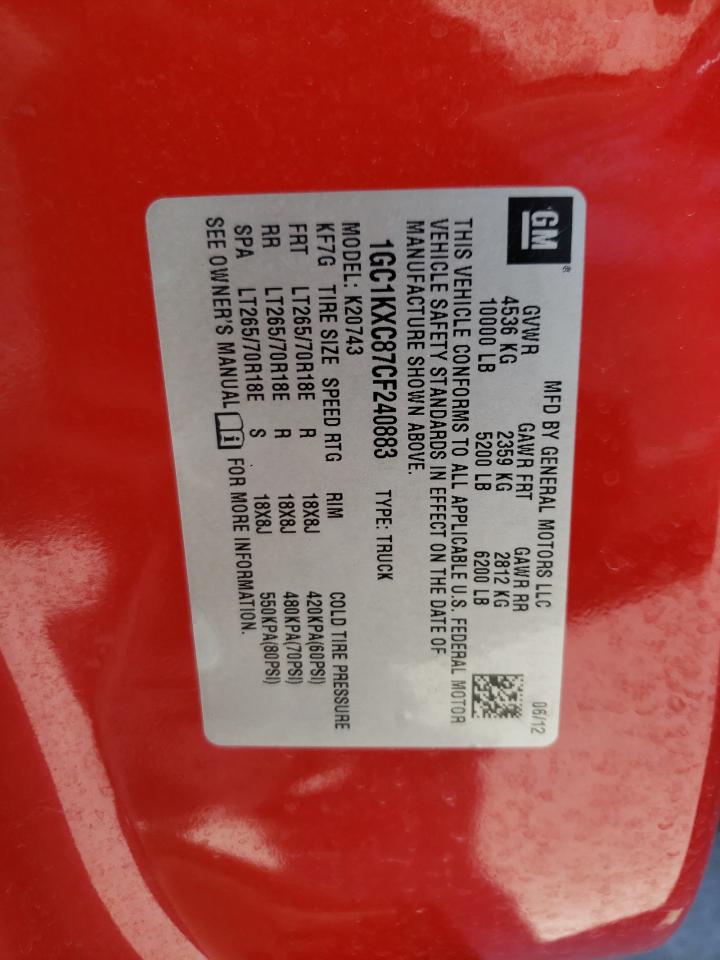 GM®
MFD BY GENERAL MOTORS LLC 06/12
GVWR GAWR FRT GAWR RR
4536 KG 2359 KG 2812 KG
10000 LB 5200 LB 6200 LB
THIS VEHICLE CONFORMS TO ALL APPLICABLE U.S. FEDERAL MOTOR
VEHICLE SAFETY STANDARDS IN EFFECT ON THE DATE OF
MANUFACTURE SHOWN ABOVE.
1GC1KXC87CF240883 TYPE: TRUCK
MODEL: K20743
KF7G TIRE SIZE SPEED RTG RIM COLD TIRE PRESSURE
FRT LT265/70R18E R 18X8J 420KPA(60PSI)
RR LT265/70R18E R 18X8J 480KPA(70PSI)
SPA LT265/70R18E S 18X8J 550KPA(80PSI)
SEE OWNER'S MANUAL i FOR MORE INFORMATION.